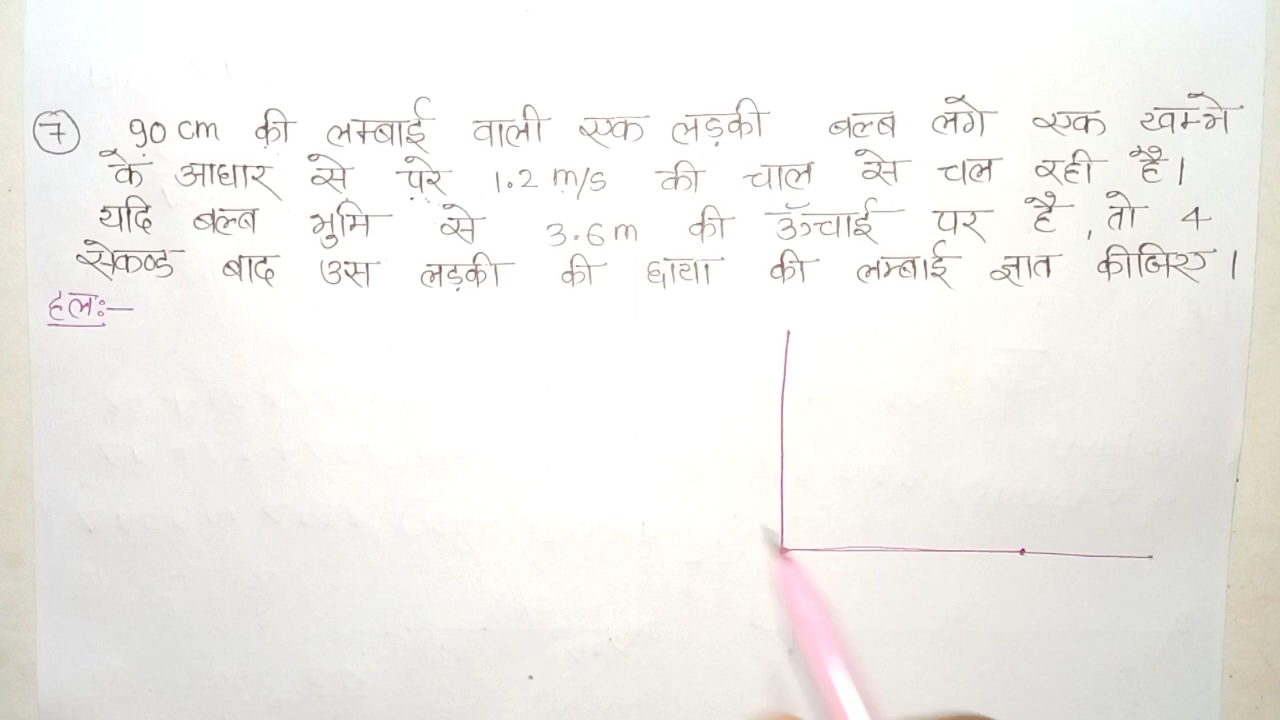 7 90 cm की लम्बाई वाली एक लड़की बल्ब लगे एक खम्भे
के आधार से परे 1.2 m/s की चाल से चल रही है।
यदि बल्ब भुमि से 3.6m की ऊँचाई पर है, तो 4
सेकण्ड बाद उस लड़की की छाया की लम्बाई ज्ञात कीजिए।
हलः-